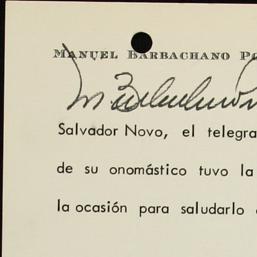 MANUEL BARBACHANO
Salvador Novo, el telegra
de su onomástico tuvo la
la ocasión para saludarlo